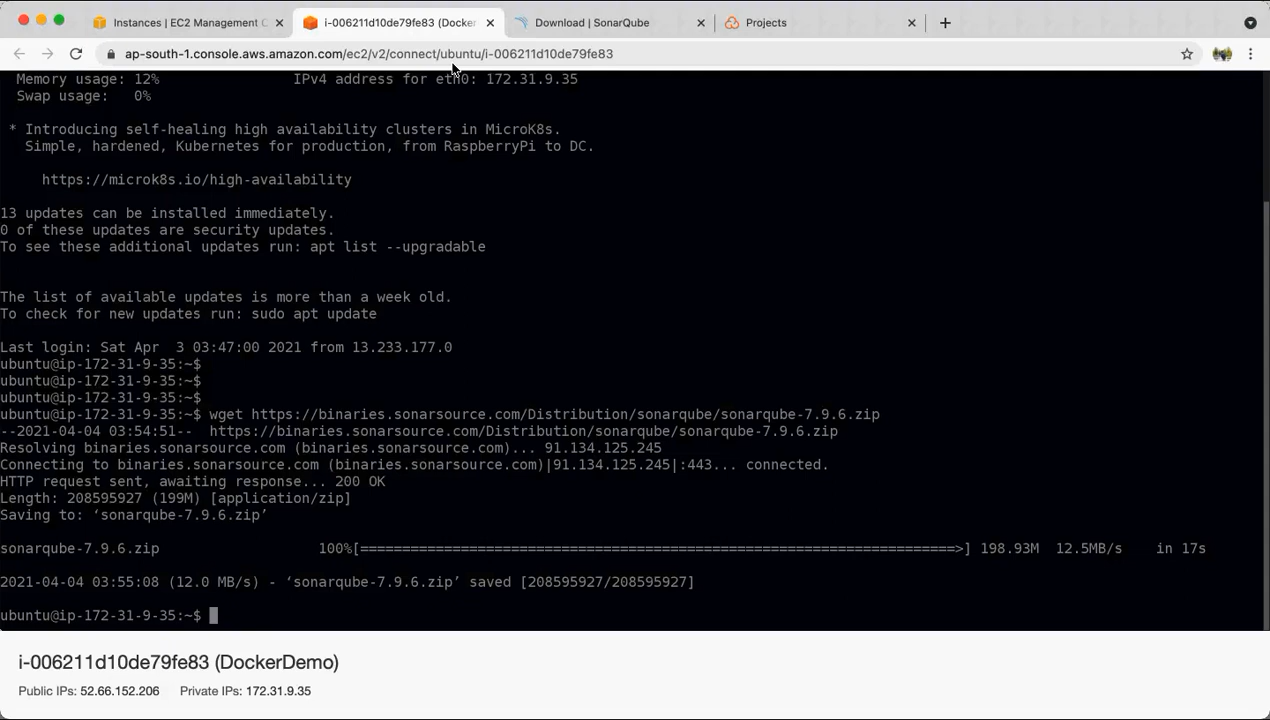 Instances | EC2 Management C
i-006211d10de79fe83 (Docker
Download | SonarQube
Projects
ap-south-1.console.aws.amazon.com/ec2/v2/connect/ubuntu/i-006211d10de79fe83
Memory usage: 12% IPv4 address for eth0: 172.31.9.35
Swap usage: 0%
* Introducing self-healing high availability clusters in MicroK8s.
Simple, hardened, Kubernetes for production, from RaspberryPi to DC.
https://microk8s.io/high-availability
13 updates can be installed immediately.
0 of these updates are security updates.
To see these additional updates run: apt list --upgradable
The list of available updates is more than a week old.
To check for new updates run: sudo apt update
Last login: Sat Apr  3 03:47:00 2021 from 13.233.177.0
ubuntu@ip-172-31-9-35:~$
ubuntu@ip-172-31-9-35:~$
ubuntu@ip-172-31-9-35:~$
ubuntu@ip-172-31-9-35:~$ wget https://binaries.sonarsource.com/Distribution/sonarqube/sonarqube-7.9.6.zip
--2021-04-04 03:54:51--  https://binaries.sonarsource.com/Distribution/sonarqube/sonarqube-7.9.6.zip
Resolving binaries.sonarsource.com (binaries.sonarsource.com)... 91.134.125.245
Connecting to binaries.sonarsource.com (binaries.sonarsource.com)|91.134.125.245|:443... connected.
HTTP request sent, awaiting response... 200 OK
Length: 208595927 (199M) [application/zip]
Saving to: ‘sonarqube-7.9.6.zip’
sonarqube-7.9.6.zip 100%[=========================================================================>] 198.93M 12.5MB/s in 17s
2021-04-04 03:55:08 (12.0 MB/s) - ‘sonarqube-7.9.6.zip’ saved [208595927/208595927]
ubuntu@ip-172-31-9-35:~$
i-006211d10de79fe83 (DockerDemo)
Public IPs: 52.66.152.206 Private IPs: 172.31.9.35